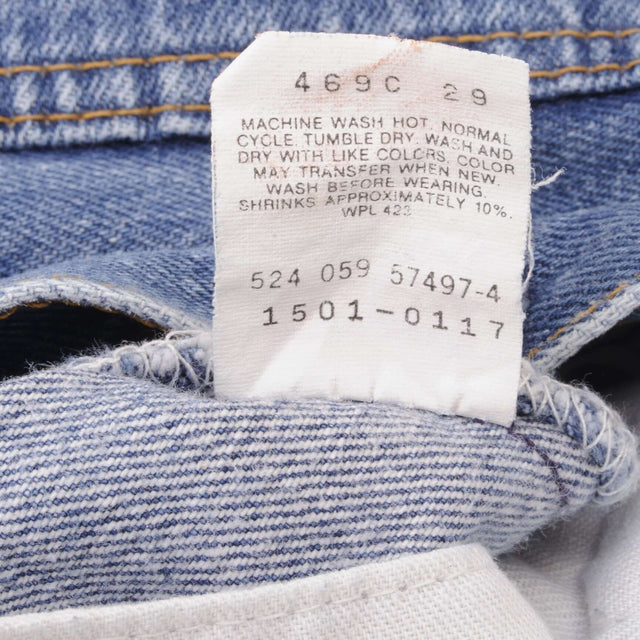 469C 29
MACHINE WASH HOT, NORMAL
CYCLE, TUMBLE DRY. WASH AND
DRY WITH LIKE COLORS, COLOR
MAY TRANSFER WHEN NEW.
WASH BEFORE WEARING.
SHRINKS APPROXIMATELY 10%.
WPL 423
524 059 57497-4
1501-0117